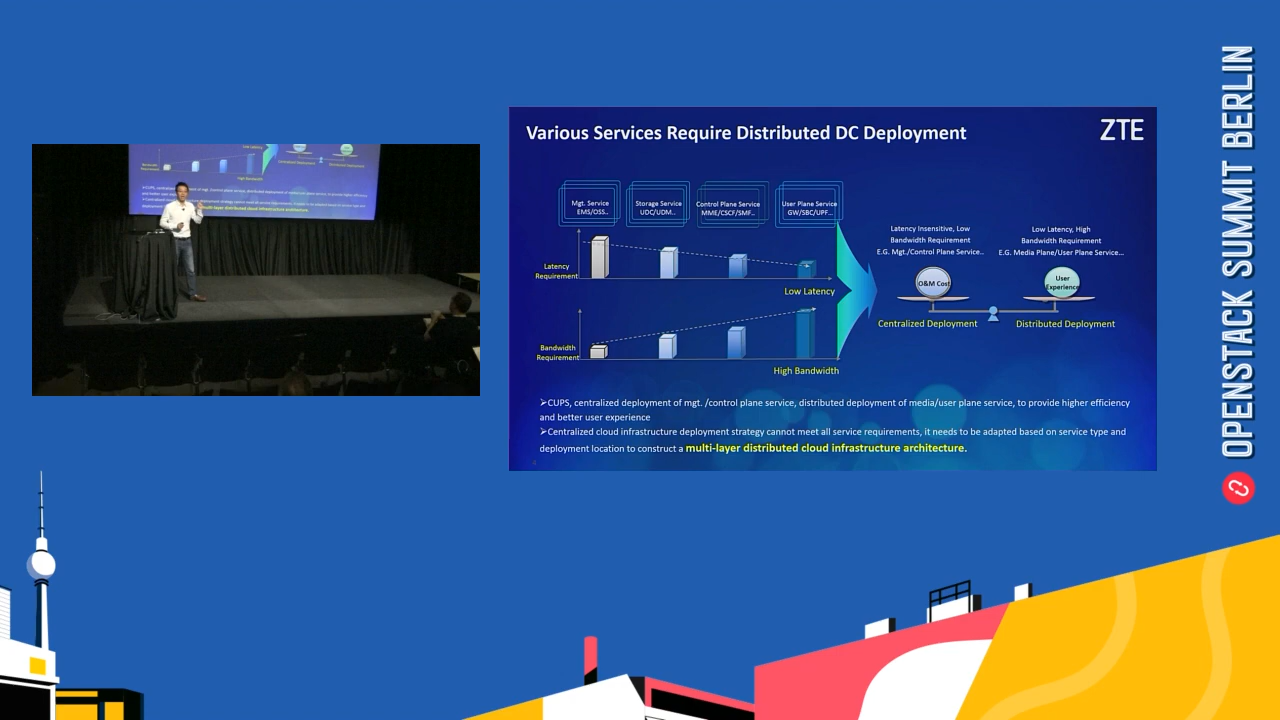 Various Services Require Distributed DC Deployment
ZTE
Mgt. Service
EMS/OSS..
Storage Service
UDC/UDM..
Control Plane Service
MME/CSCF/SMF..
User Plane Service
GW/SBC/UPF..
Latency
Requirement
Low Latency
Bandwidth
Requirement
High Bandwidth
Latency Insensitive, Low
Bandwidth Requirement
E.G. Mgt./Control Plane Service..
Low Latency, High
Bandwidth Requirement
E.G. Media Plane/User Plane Service...
O&M Cost
User
Experience
Centralized Deployment
Distributed Deployment
➢CUPS, centralized deployment of mgt. /control plane service, distributed deployment of media/user plane service, to provide higher efficiency
and better user experience
➢Centralized cloud infrastructure deployment strategy cannot meet all service requirements, it needs to be adapted based on service type and
deployment location to construct a multi-layer distributed cloud infrastructure architecture.
OPENSTACK SUMMIT BERLIN